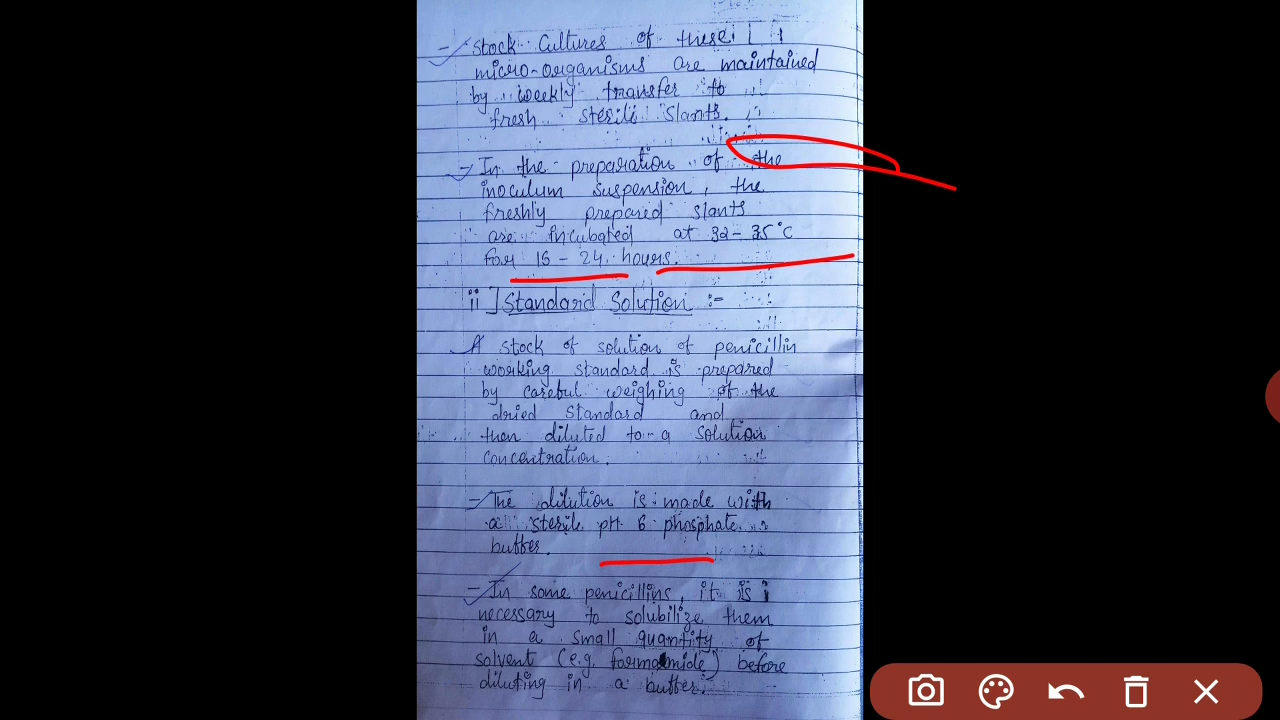 - Stock Cultures of these
micro-organisms are maintained
by weekly transfer to
fresh sterile slants.
- In the preparation of the
inoculum suspension, the
freshly prepared slants
are incubated at 32-35°C
for 16 - 24 hours.
ii] Standard Solution :-
- A stock of solution of penicillin
working standard is prepared
by careful weighing of the
dried standard and
then diluted to a solution
concentration.
- The dilution is made with
a sterile pH 6 phosphate
buffer.
- In some penicillins, it is
necessary to solubilize them
in a small quantity of
solvent (e.g. formamide) before
diluting in a buffer.